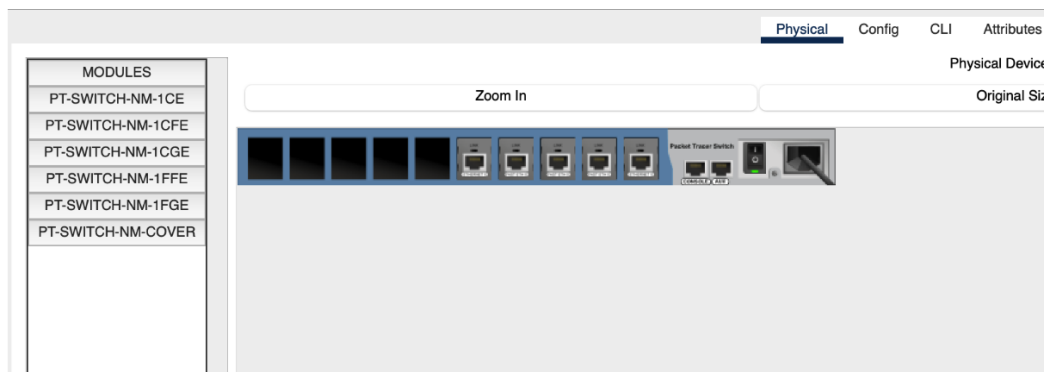 Physical Config CLI Attributes
MODULES
PT-SWITCH-NM-1CE
PT-SWITCH-NM-1CFE
PT-SWITCH-NM-1CGE
PT-SWITCH-NM-1FFE
PT-SWITCH-NM-1FGE
PT-SWITCH-NM-COVER
Physical Device
Zoom In
Original Siz
Packet Tracer Switch
CONSOLE AUX